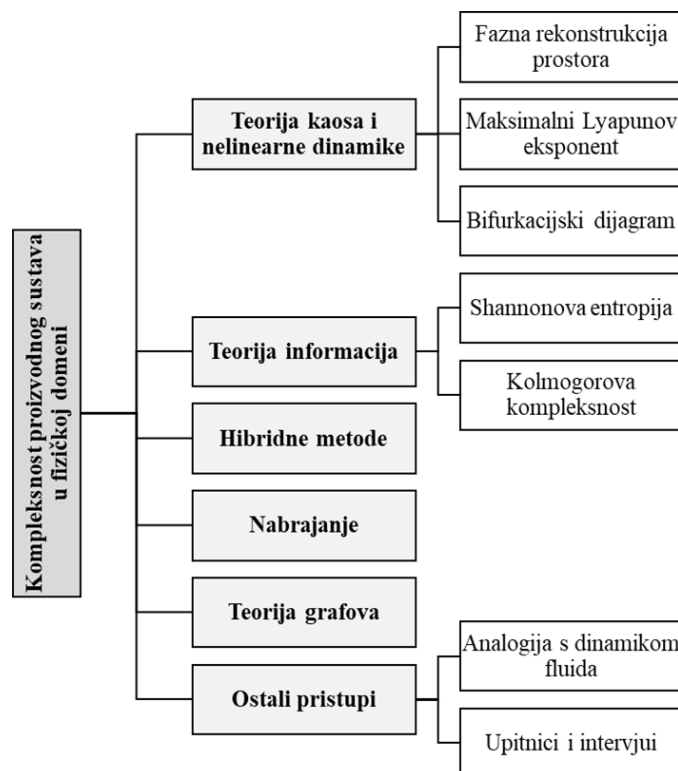 Kompleksnost proizvodnog sustava
u fizičkoj domeni
Teorija kaosa i
nelinearne dinamike
Fazna rekonstrukcija
prostora
Maksimalni Lyapunov
eksponent
Bifurkacijski dijagram
Teorija informacija
Shannonova entropija
Kolmogorova
kompleksnost
Hibridne metode
Nabrajanje
Teorija grafova
Ostali pristupi
Analogija s dinamikom
fluida
Upitnici i intervjui